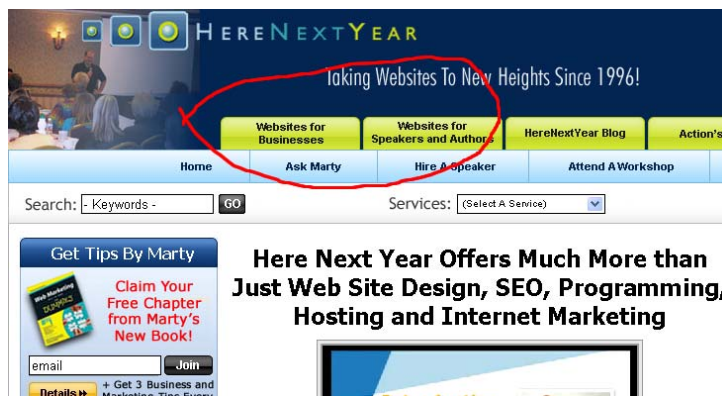 HERENEXTYEAR
Taking Websites To New Heights Since 1996!
Websites for
Businesses
Websites for
Speakers and Authors
HereNextYear Blog
Action's
Home
Ask Marty
Hire A Speaker
Attend A Workshop
Search: - Keywords - GO
Services: (Select A Service)
Get Tips By Marty
Claim Your
Free Chapter
from Marty's
New Book!
Web Marketing
DUMMIES
email Join
Details
+ Get 3 Business and
Marketing Tips Every
Here Next Year Offers Much More than
Just Web Site Design, SEO, Programming,
Hosting and Internet Marketing